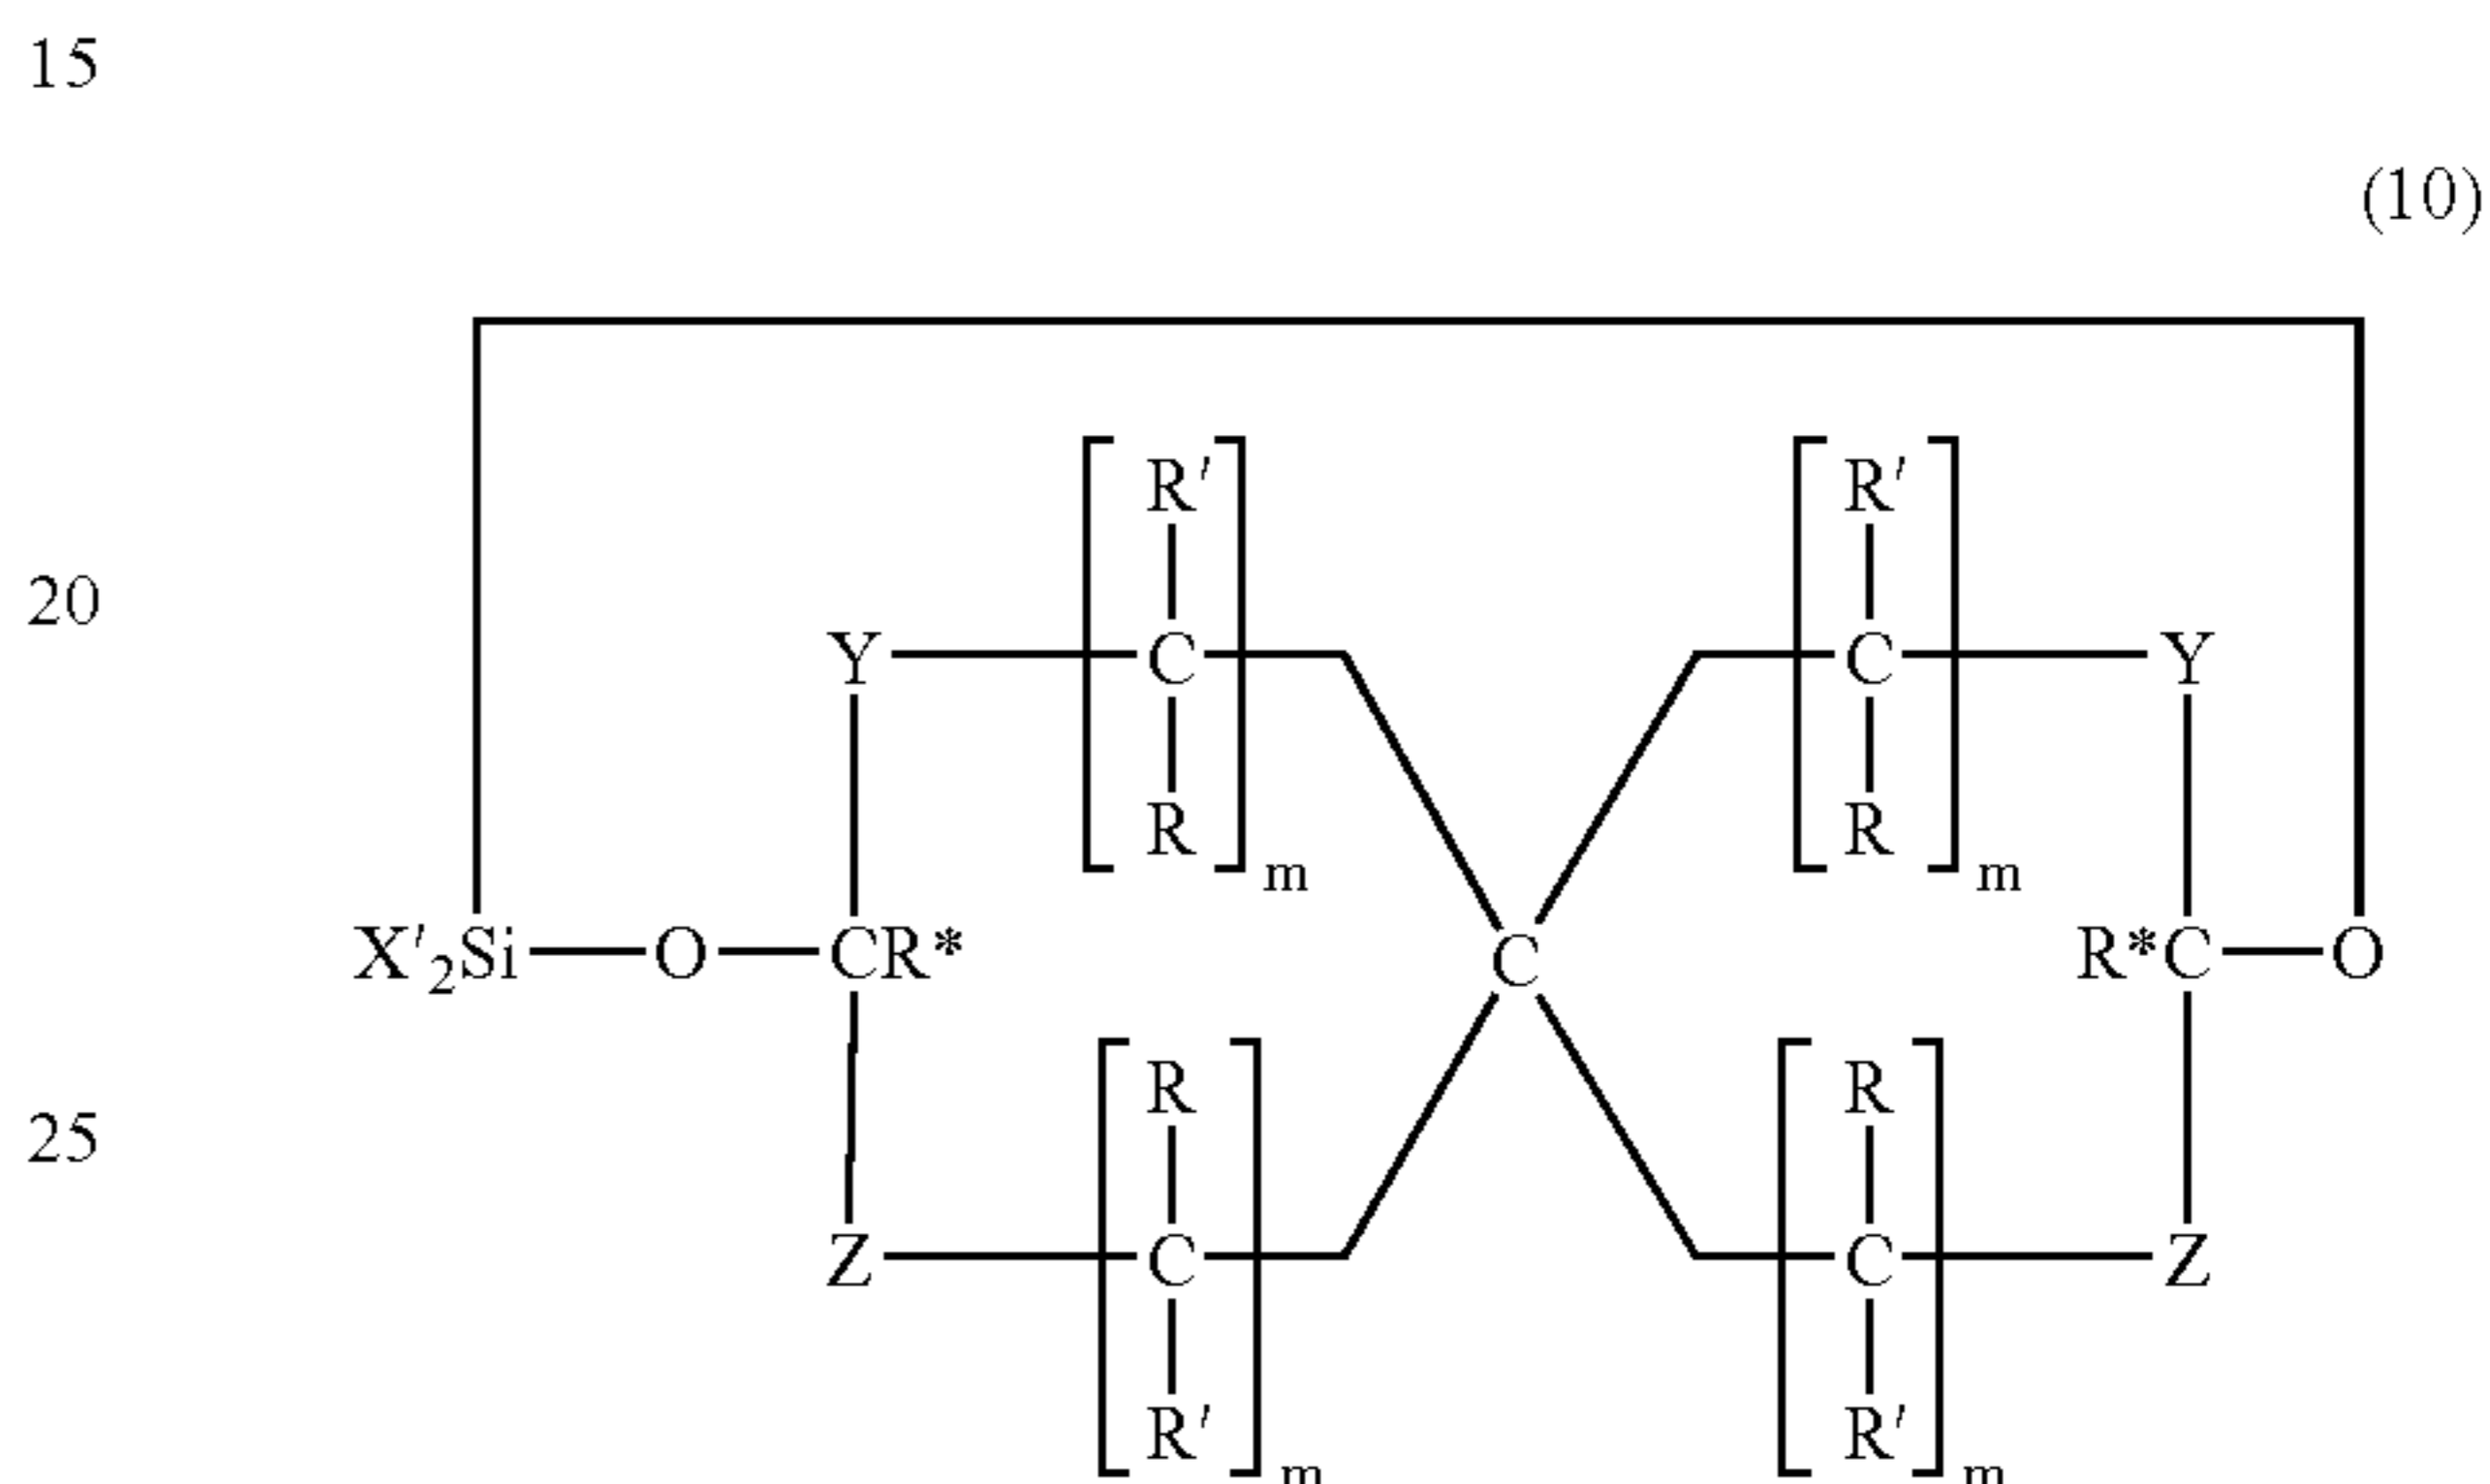 15
(10)
R′ R′
20
Y C C Y
R R
m m
X′₂Si O CR* C R*C O
R R
25
Z C C Z
R′ R′
m m